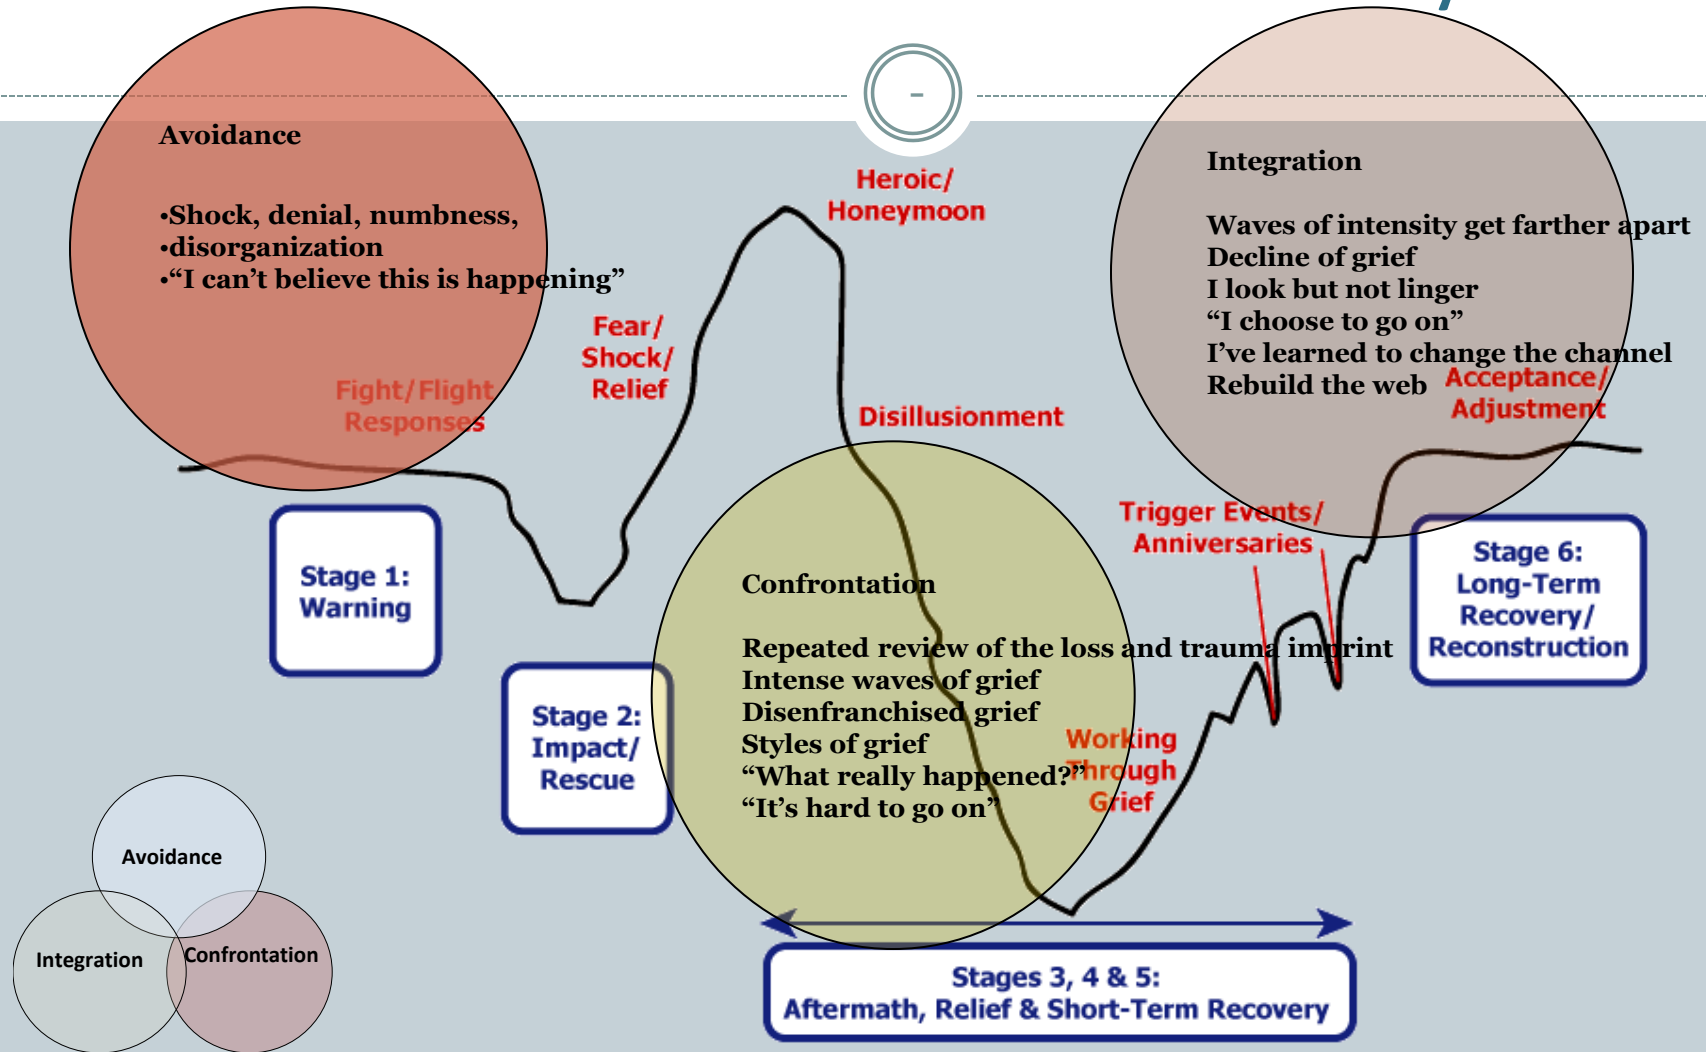 -
Avoidance
•Shock, denial, numbness,
•disorganization
•“I can’t believe this is happening”
Fight/Flight
Responses
Fear/
Shock/
Relief
Heroic/
Honeymoon
Disillusionment
Integration
Waves of intensity get farther apart
Decline of grief
I look but not linger
“I choose to go on”
I’ve learned to change the channel
Rebuild the web
Acceptance/
Adjustment
Trigger Events/
Anniversaries
Stage 1:
Warning
Stage 2:
Impact/
Rescue
Confrontation
Repeated review of the loss and trauma imprint
Intense waves of grief
Disenfranchised grief
Styles of grief
“What really happened?”
“It’s hard to go on”
Working
Through
Grief
Stage 6:
Long-Term
Recovery/
Reconstruction
Stages 3, 4 & 5:
Aftermath, Relief & Short-Term Recovery
Avoidance
Integration
Confrontation